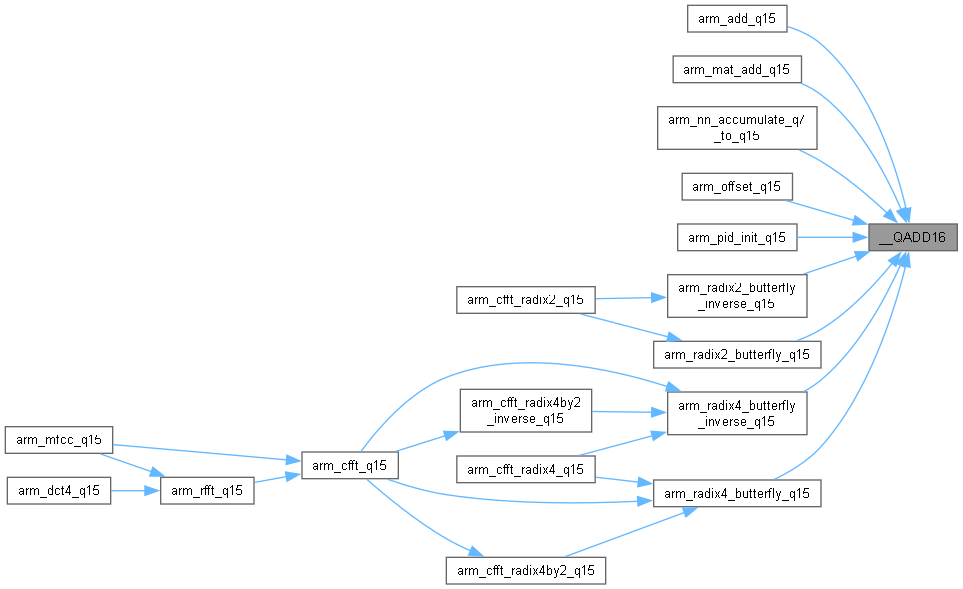 arm_add_q15
arm_mat_add_q15
arm_nn_accumulate_q7
_to_q15
arm_offset_q15
__QADD16
arm_pid_init_q15
arm_radix2_butterfly
_inverse_q15
arm_cfft_radix2_q15
arm_radix2_butterfly_q15
arm_cfft_radix4by2
_inverse_q15
arm_radix4_butterfly
_inverse_q15
arm_mfcc_q15
arm_cfft_q15
arm_cfft_radix4_q15
arm_dct4_q15
arm_rfft_q15
arm_radix4_butterfly_q15
arm_cfft_radix4by2_q15